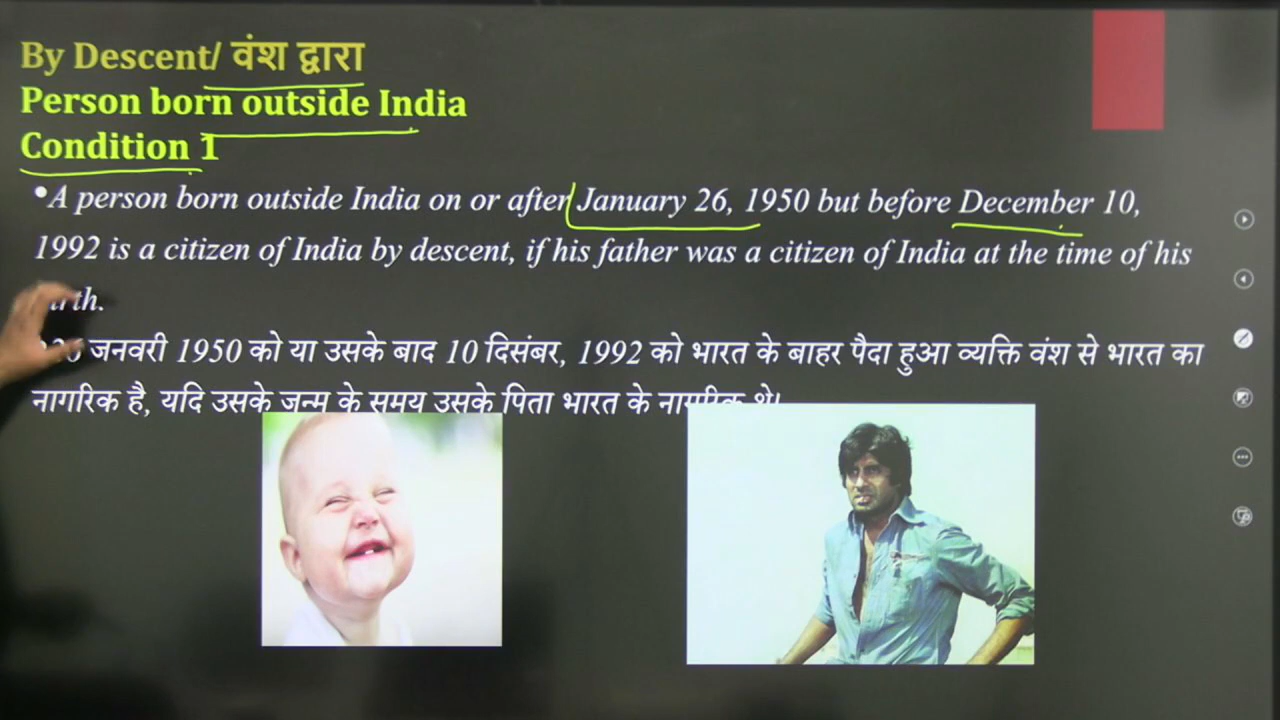 By Descent/ वंश द्वारा
Person born outside India
Condition 1
•A person born outside India on or after January 26, 1950 but before December 10,
1992 is a citizen of India by descent, if his father was a citizen of India at the time of his
जनवरी 1950 को या उसके बाद 10 दिसंबर, 1992 को भारत के बाहर पैदा हुआ व्यक्ति वंश से भारत का
नागरिक है, यदि उसके जन्म के समय उसके पिता भारत के नागरिक थे।